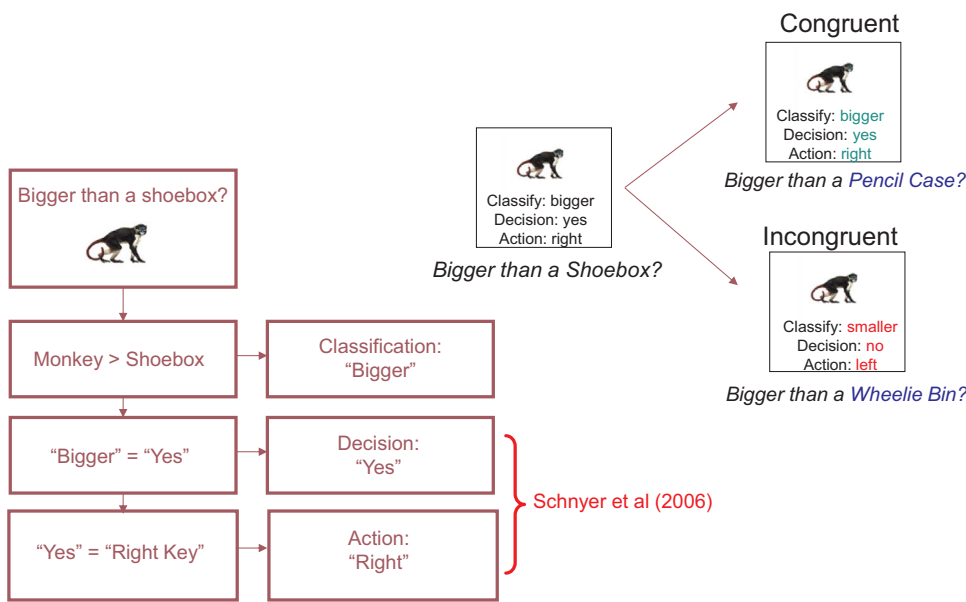 Bigger than a shoebox?
Monkey > Shoebox
Classification:
“Bigger”
“Bigger” = “Yes”
Decision:
“Yes”
“Yes” = “Right Key”
Action:
“Right”
Schnyer et al (2006)
Classify: bigger
Decision: yes
Action: right
Bigger than a Shoebox?
Congruent
Classify: bigger
Decision: yes
Action: right
Bigger than a Pencil Case?
Incongruent
Classify: smaller
Decision: no
Action: left
Bigger than a Wheelie Bin?